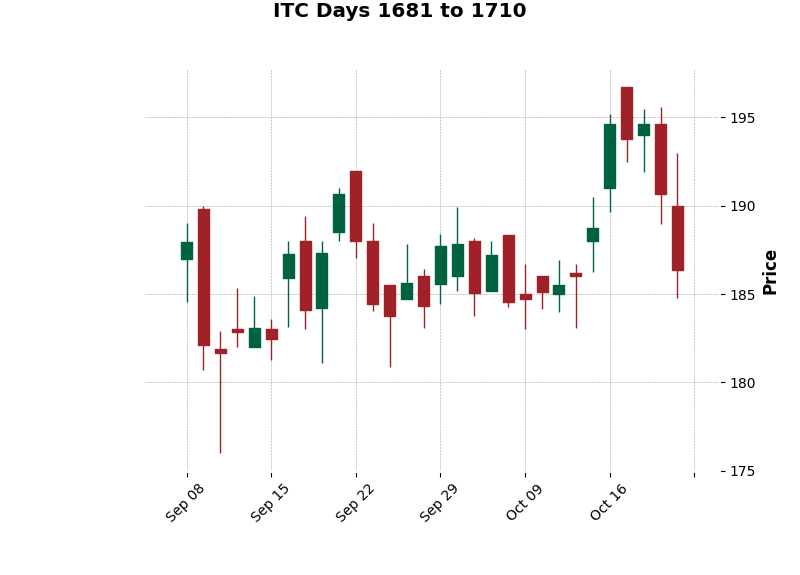 ITC Days 1681 to 1710
195
190
185
180
175
Price
Sep 08
Sep 15
Sep 22
Sep 29
Oct 09
Oct 16